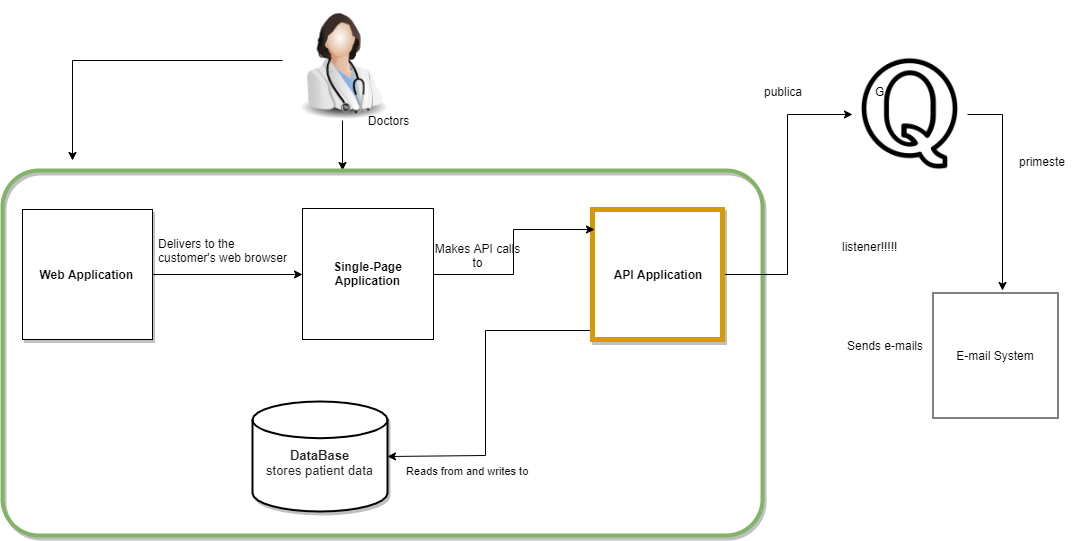 Doctors
publica
G
Q
primeste
listener!!!!!
Delivers to the
customer's web browser
Web Application
Single-Page
Application
Makes API calls
to
API Application
Sends e-mails
E-mail System
DataBase
stores patient data
Reads from and writes to